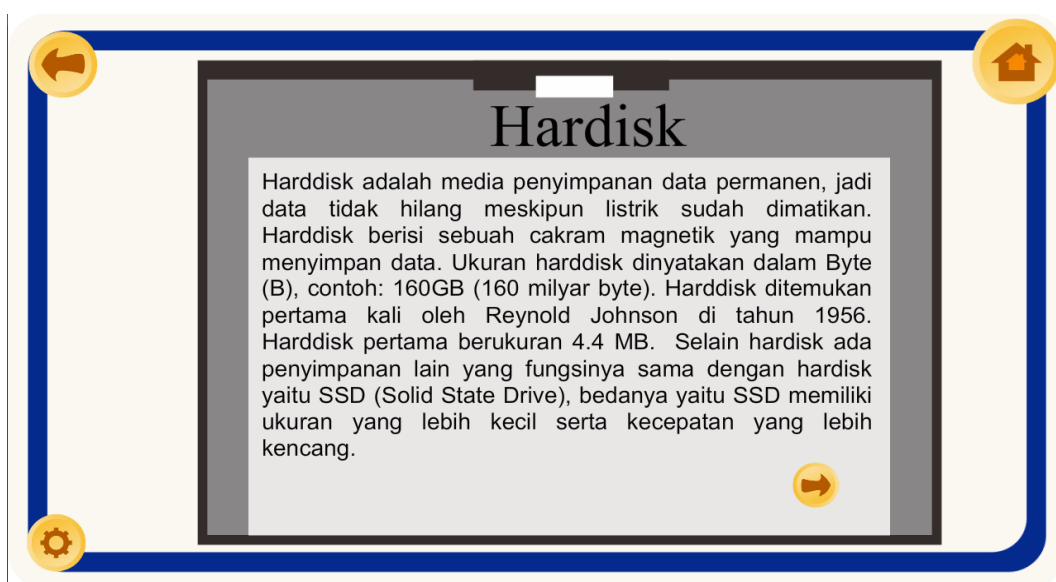 Hardisk
Harddisk adalah media penyimpanan data permanen, jadi
data tidak hilang meskipun listrik sudah dimatikan.
Harddisk berisi sebuah cakram magnetik yang mampu
menyimpan data. Ukuran harddisk dinyatakan dalam Byte
(B), contoh: 160GB (160 milyar byte). Harddisk ditemukan
pertama kali oleh Reynold Johnson di tahun 1956.
Harddisk pertama berukuran 4.4 MB.  Selain hardisk ada
penyimpanan lain yang fungsinya sama dengan hardisk
yaitu SSD (Solid State Drive), bedanya yaitu SSD memiliki
ukuran yang lebih kecil serta kecepatan yang lebih
kencang.